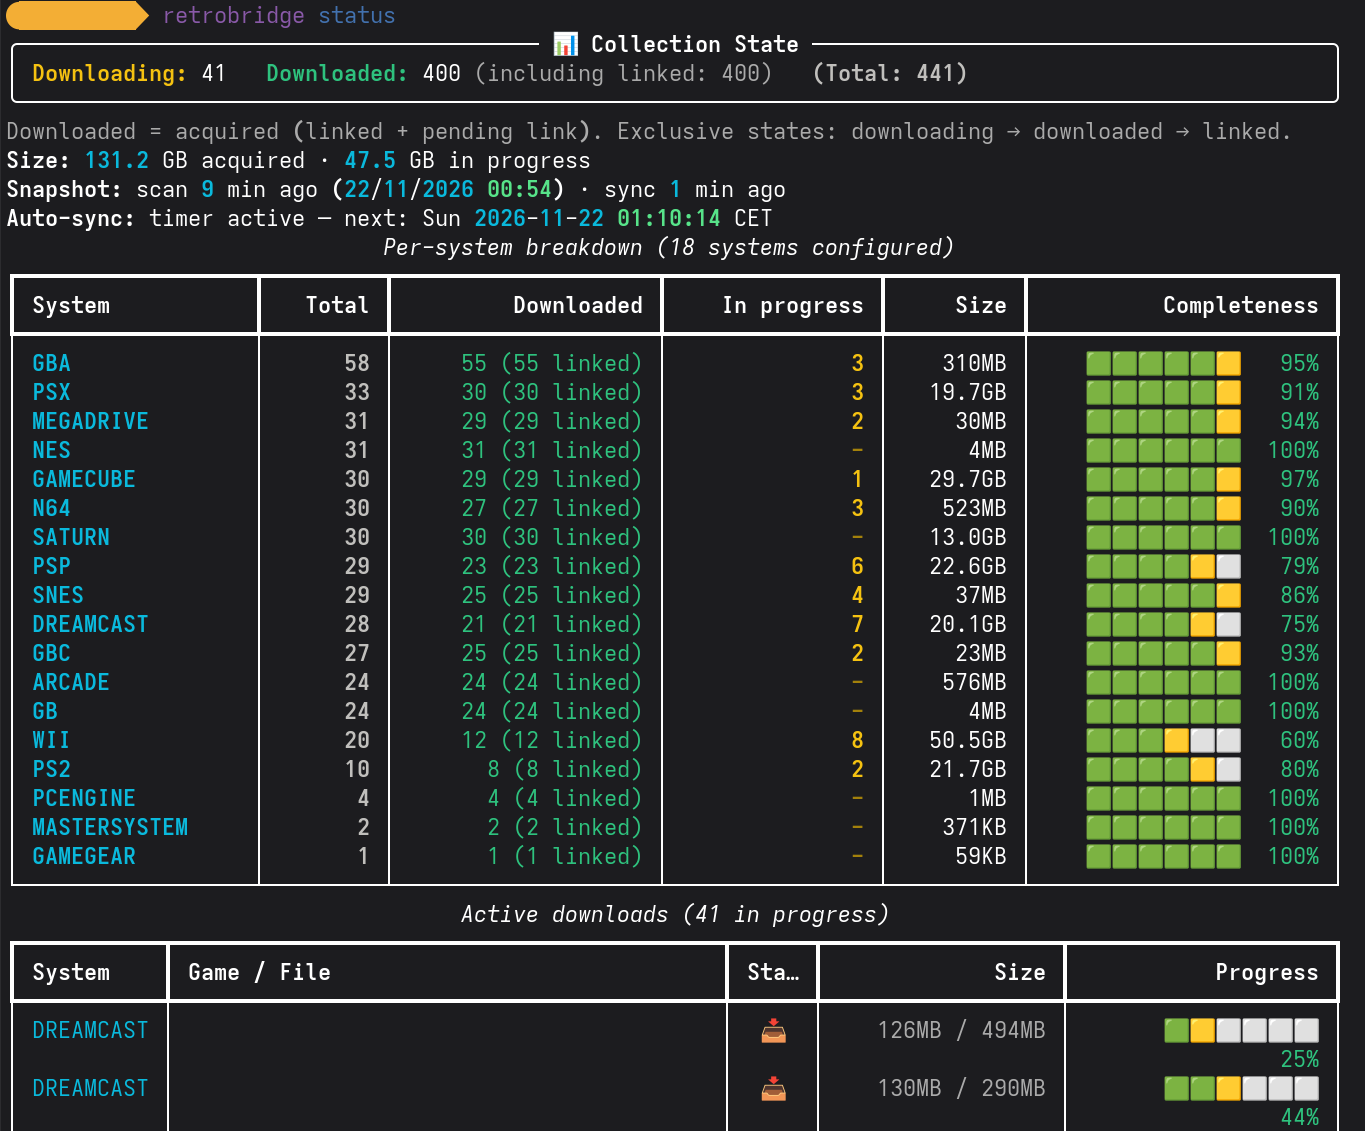 retrobridge status
📊 Collection State
Downloading: 41 Downloaded: 400 (including linked: 400) (Total: 441)
Downloaded = acquired (linked + pending link). Exclusive states: downloading → downloaded → linked.
Size: 131.2 GB acquired · 47.5 GB in progress
Snapshot: scan 9 min ago (22/11/2026 00:54) · sync 1 min ago
Auto-sync: timer active — next: Sun 2026-11-22 01:10:14 CET
Per-system breakdown (18 systems configured)
System Total Downloaded In progress Size Completeness
GBA 58 55 (55 linked) 3 310MB 95%
PSX 33 30 (30 linked) 3 19.7GB 91%
MEGADRIVE 31 29 (29 linked) 2 30MB 94%
NES 31 31 (31 linked) – 4MB 100%
GAMECUBE 30 29 (29 linked) 1 29.7GB 97%
N64 30 27 (27 linked) 3 523MB 90%
SATURN 30 30 (30 linked) – 13.0GB 100%
PSP 29 23 (23 linked) 6 22.6GB 79%
SNES 29 25 (25 linked) 4 37MB 86%
DREAMCAST 28 21 (21 linked) 7 20.1GB 75%
GBC 27 25 (25 linked) 2 23MB 93%
ARCADE 24 24 (24 linked) – 576MB 100%
GB 24 24 (24 linked) – 4MB 100%
WII 20 12 (12 linked) 8 50.5GB 60%
PS2 10 8 (8 linked) 2 21.7GB 80%
PCENGINE 4 4 (4 linked) – 1MB 100%
MASTERSYSTEM 2 2 (2 linked) – 371KB 100%
GAMEGEAR 1 1 (1 linked) – 59KB 100%
Active downloads (41 in progress)
System Game / File Sta… Size Progress
DREAMCAST 126MB / 494MB
25%
DREAMCAST 130MB / 290MB
44%